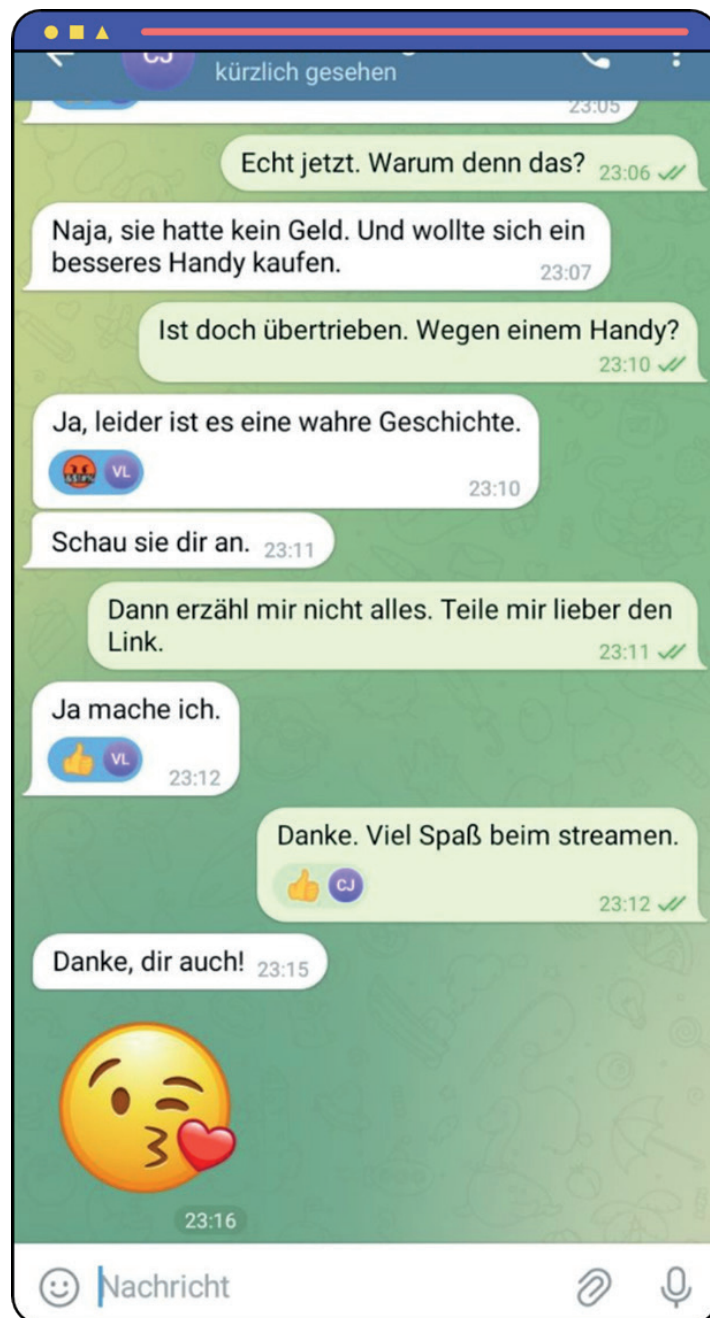 CJ
kürzlich gesehen
23:05
Echt jetzt. Warum denn das? 23:06
Naja, sie hatte kein Geld. Und wollte sich ein
besseres Handy kaufen. 23:07
Ist doch übertrieben. Wegen einem Handy?
23:10
Ja, leider ist es eine wahre Geschichte.
VL
23:10
Schau sie dir an. 23:11
Dann erzähl mir nicht alles. Teile mir lieber den
Link. 23:11
Ja mache ich.
VL
23:12
Danke. Viel Spaß beim streamen.
CJ
23:12
Danke, dir auch! 23:15
23:16
Nachricht